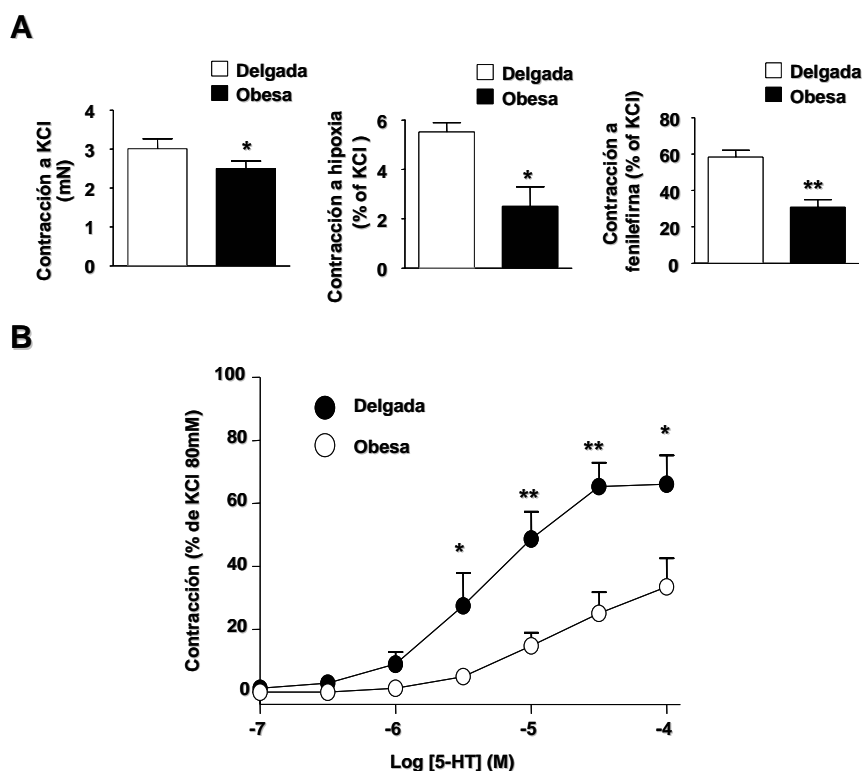 A
Delgada
Obesa
Contracción a KCl
(mN)
4
3
2
1
0
*
Delgada
Obesa
Contracción a hipoxia
(% of KCl )
6
4
2
0
*
Delgada
Obesa
Contracción a
fenilefirna (% of KCl)
80
60
40
20
0
**
B
Contracción (% de KCl 80mM)
100
80
60
40
20
0
Delgada
Obesa
*
**
**
*
-7
-6
-5
-4
Log [5-HT] (M)